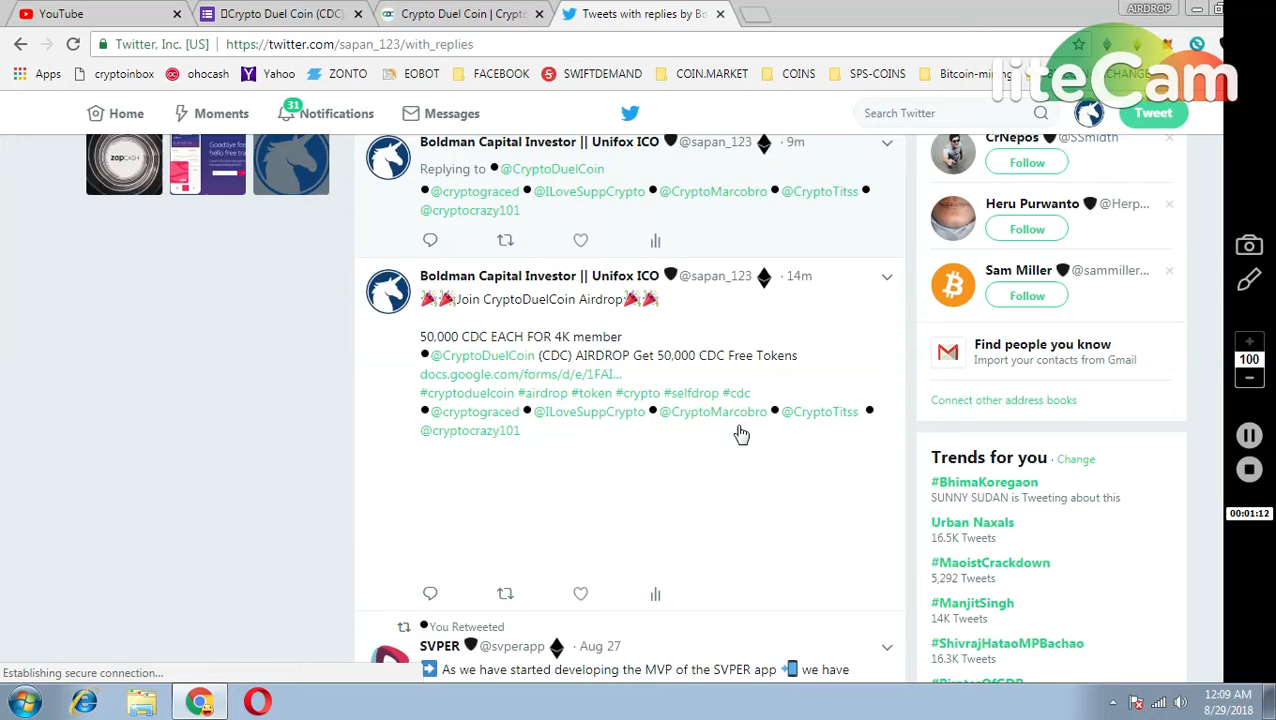 YouTube
Crypto Duel Coin (CDC
Crypto Duel Coin | Crypt
Tweets with replies by B
AIRDROP
Twitter, Inc. [US]
https://twitter.com/sapan_123/with_replies
Apps
cryptoinbox
ohocash
Yahoo
ZONTO
EOBOT
FACEBOOK
SWIFTDEMAND
COIN.MARKET
COINS
SPS-COINS
Bitcoin-min
CHANGE
liteCam
Home
Moments
31
Notifications
Messages
Search Twitter
Tweet
ZAPCASH
Boldman Capital Investor || Unifox ICO @sapan_123 · 9m
Replying to @CryptoDuelCoin
@cryptograced @ILoveSuppCrypto @CryptoMarcobro @CryptoTitss
@cryptocrazy101
Boldman Capital Investor || Unifox ICO @sapan_123 · 14m
🎉🎉Join CryptoDuelCoin Airdrop🎉🎉
50,000 CDC EACH FOR 4K member
@CryptoDuelCoin (CDC) AIRDROP Get 50,000 CDC Free Tokens
docs.google.com/forms/d/e/1FAI...
#cryptoduelcoin #airdrop #token #crypto #selfdrop #cdc
@cryptograced @ILoveSuppCrypto @CryptoMarcobro @CryptoTitss
@cryptocrazy101
You Retweeted
SVPER @svperapp · Aug 27
➡ As we have started developing the MVP of the SVPER app 📲 we have
CrNepos @SSmidth
Follow
Heru Purwanto @Herp...
Follow
Sam Miller @sammiller...
Follow
Find people you know
Import your contacts from Gmail
Connect other address books
Trends for you · Change
#BhimaKoregaon
SUNNY SUDAN is Tweeting about this
Urban Naxals
16.5K Tweets
#MaoistCrackdown
5,292 Tweets
#ManjitSingh
14K Tweets
#ShivrajHataoMPBachao
16.3K Tweets
100
00:01:12
Establishing secure connection...
12:09 AM
8/29/2018